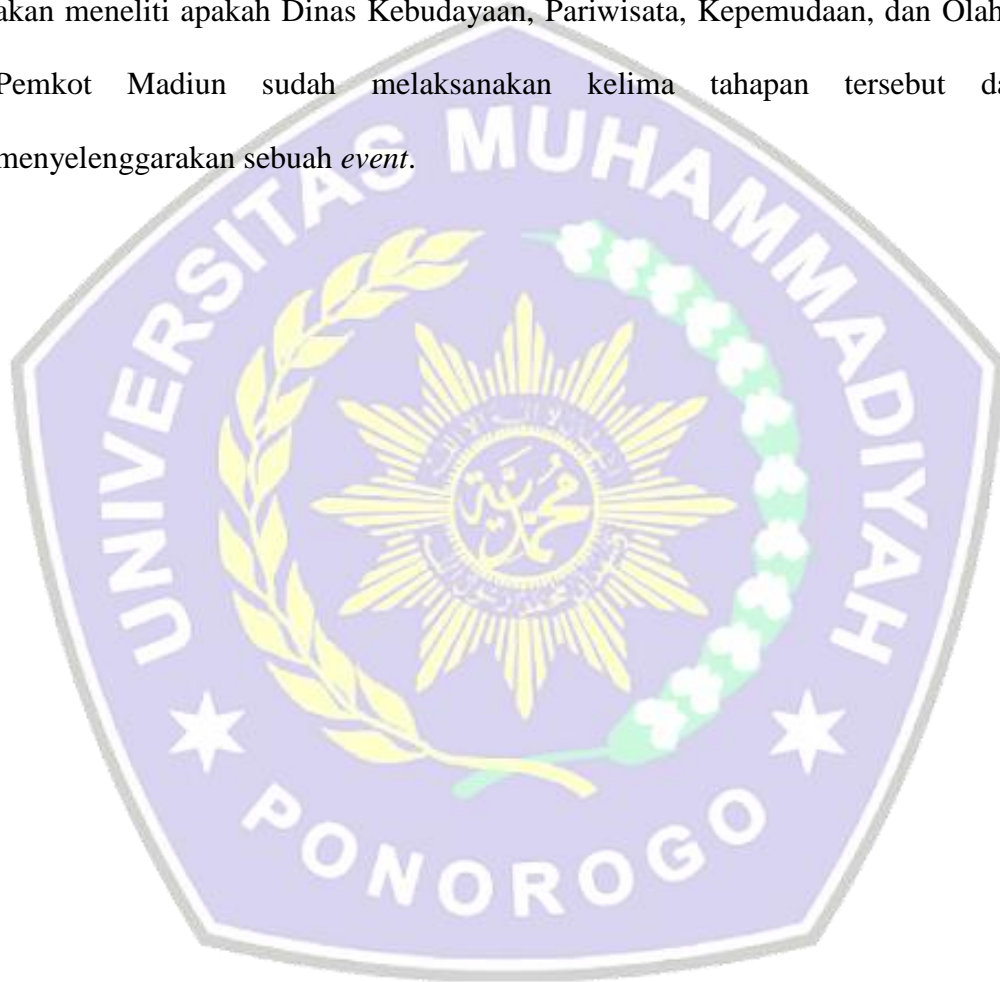 akan meneliti apakah Dinas Kebudayaan, Pariwisata, Kepemudaan, dan Olah
Pemkot Madiun sudah melaksanakan kelima tahapan tersebut da
menyelenggarakan sebuah event.
UNIVERSITAS MUHAMMADIYAH
PONOROGO
محمدية